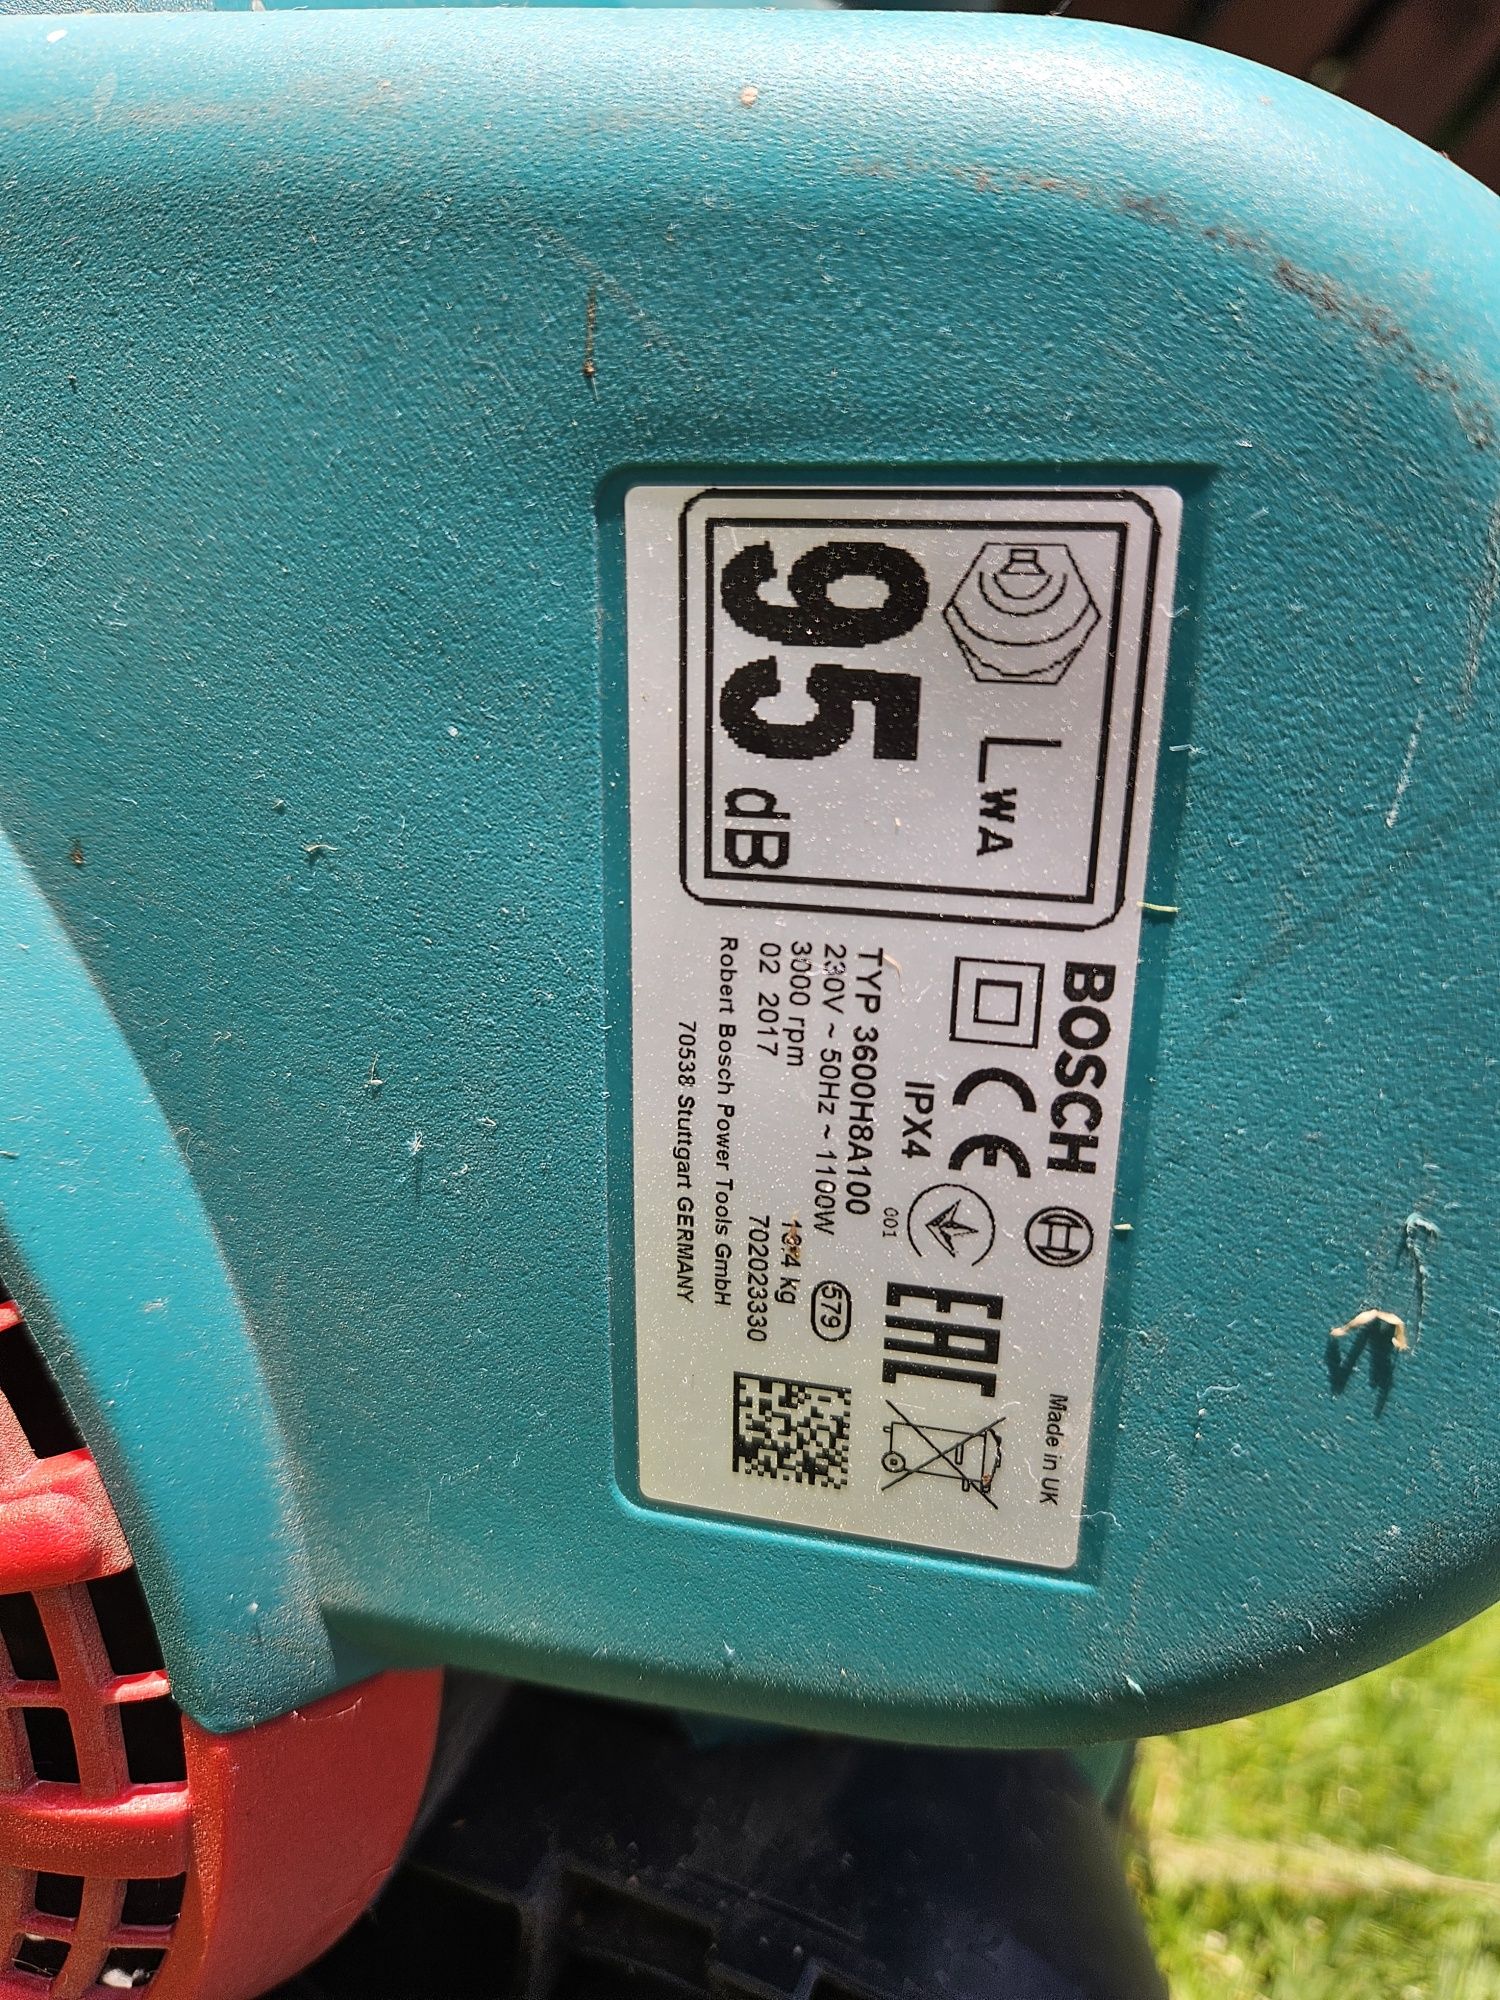 LWA
95 dB
BOSCH
Made in UK
CE
EAC
IPX4
001
TYP 3600H8A100
230V ~ 50Hz ~ 1100W
579
3000 rpm
kg
02 2017
702023330
Robert Bosch Power Tools GmbH
70538 Stuttgart GERMANY